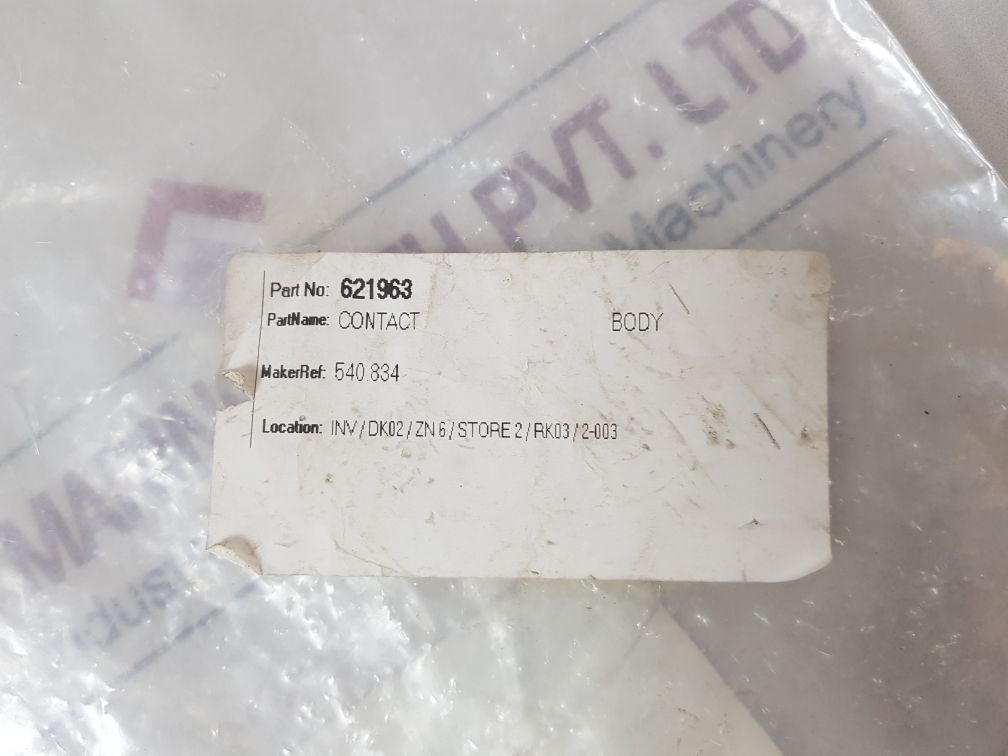 PVT. LTD
Machinery
Part No: 621963
PartName: CONTACT BODY
MakerRef: 540.834
Location: INV / DK02 / ZN 6 / STORE 2 / RK03 / 2-003